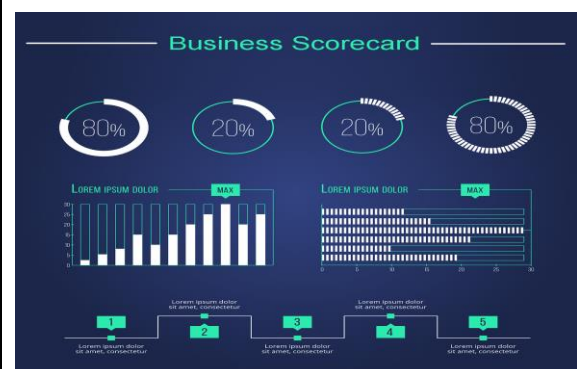 Business Scorecard
80%
20%
20%
80%
LOREM IPSUM DOLOR
MAX
30
25
20
15
10
5
0
LOREM IPSUM DOLOR
MAX
0
5
10
15
20
25
30
1
Lorem ipsum dolor
sit amet, consectetur
Lorem ipsum dolor
sit amet, consectetur
2
3
Lorem ipsum dolor
sit amet, consectetur
Lorem ipsum dolor
sit amet, consectetur
4
5
Lorem ipsum dolor
sit amet, consectetur